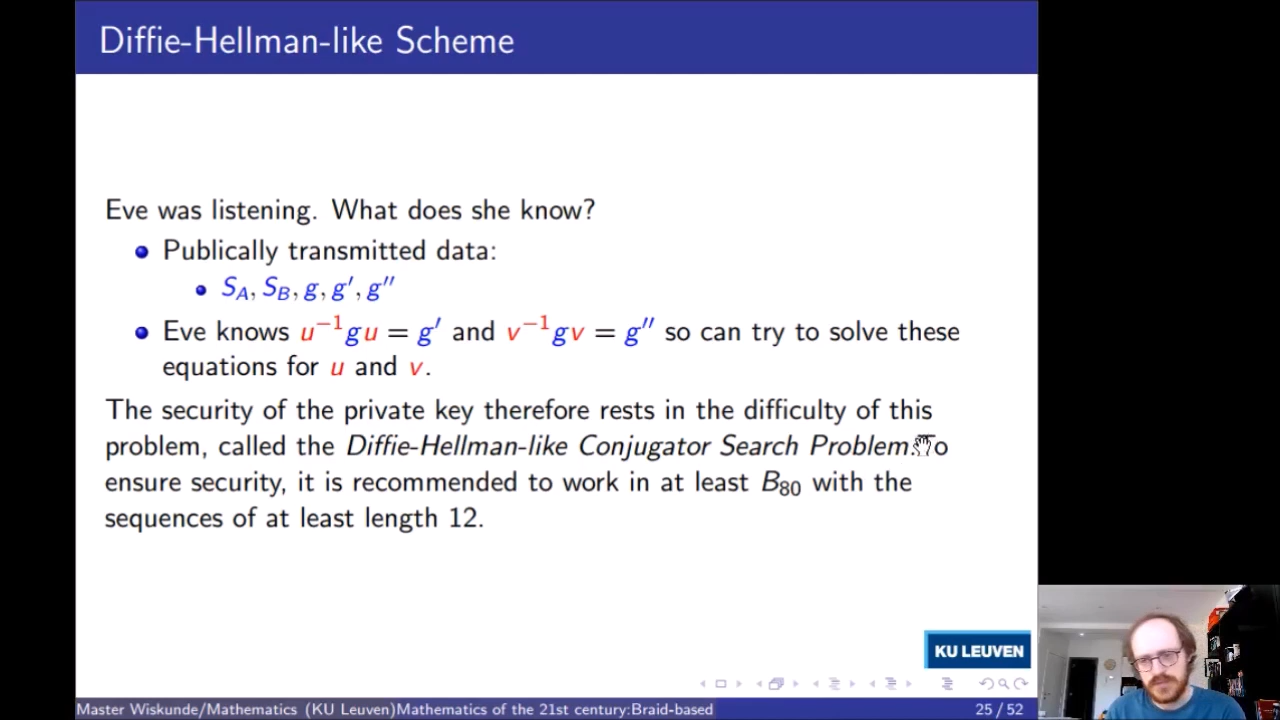 Diffie-Hellman-like Scheme
Eve was listening. What does she know?
Publically transmitted data:
S_A, S_B, g, g′, g′′
Eve knows u⁻¹gu = g′ and v⁻¹gv = g′′ so can try to solve these
equations for u and v.
The security of the private key therefore rests in the difficulty of this
problem, called the Diffie-Hellman-like Conjugator Search Problem.To
ensure security, it is recommended to work in at least B₈₀ with the
sequences of at least length 12.
KU LEUVEN
Master Wiskunde/Mathematics (KU Leuven)Mathematics of the 21st century:Braid-based
25 / 52